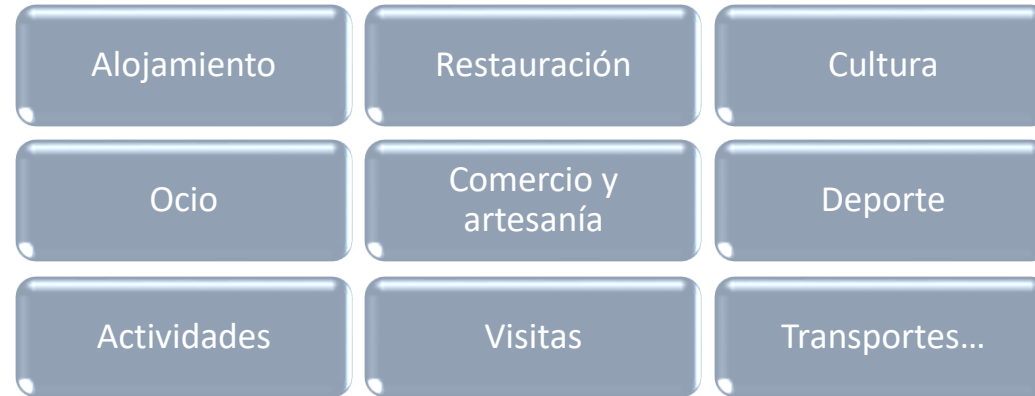 Alojamiento
Restauración
Cultura
Ocio
Comercio y
artesanía
Deporte
Actividades
Visitas
Transportes...